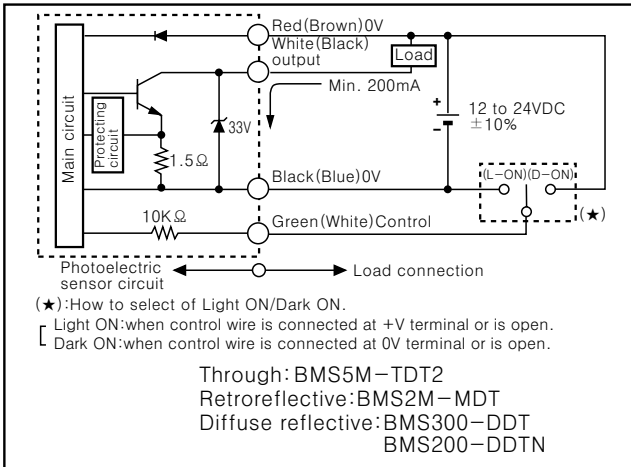 Red(Brown)0V
White(Black)
output
Load
Min. 200mA
Main circuit
Protecting
circuit
33V
+
12 to 24VDC
-
±10%
1.5Ω
(L-ON)(D-ON)
Black(Blue)0V
(★)
10KΩ
Green(White)Control
Photoelectric
sensor circuit
Load connection
(★):How to select of Light ON/Dark ON.
[ Light ON:when control wire is connected at +V terminal or is open.
Dark ON:when control wire is connected at 0V terminal or is open.
Through:BMS5M-TDT2
Retroreflective:BMS2M-MDT
Diffuse reflective:BMS300-DDT
BMS200-DDTN